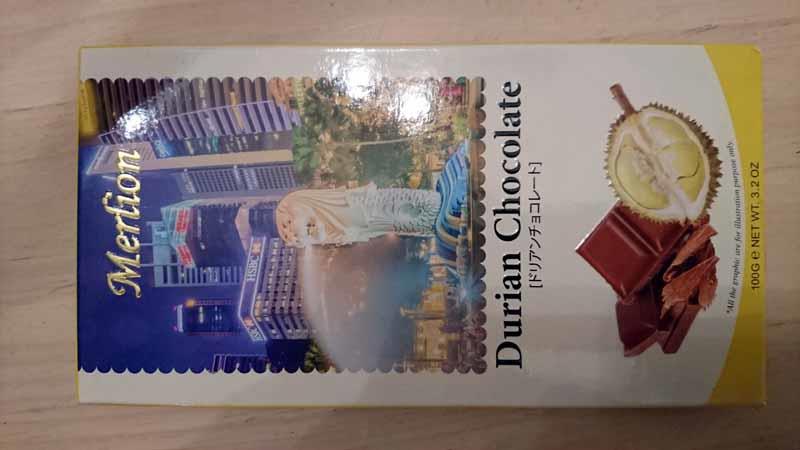 Merlion
HSBC
Durian Chocolate
[ドリアンチョコレート]
*All the graphic are for illustration purpose only.
100G e NET WT. 3.2 OZ